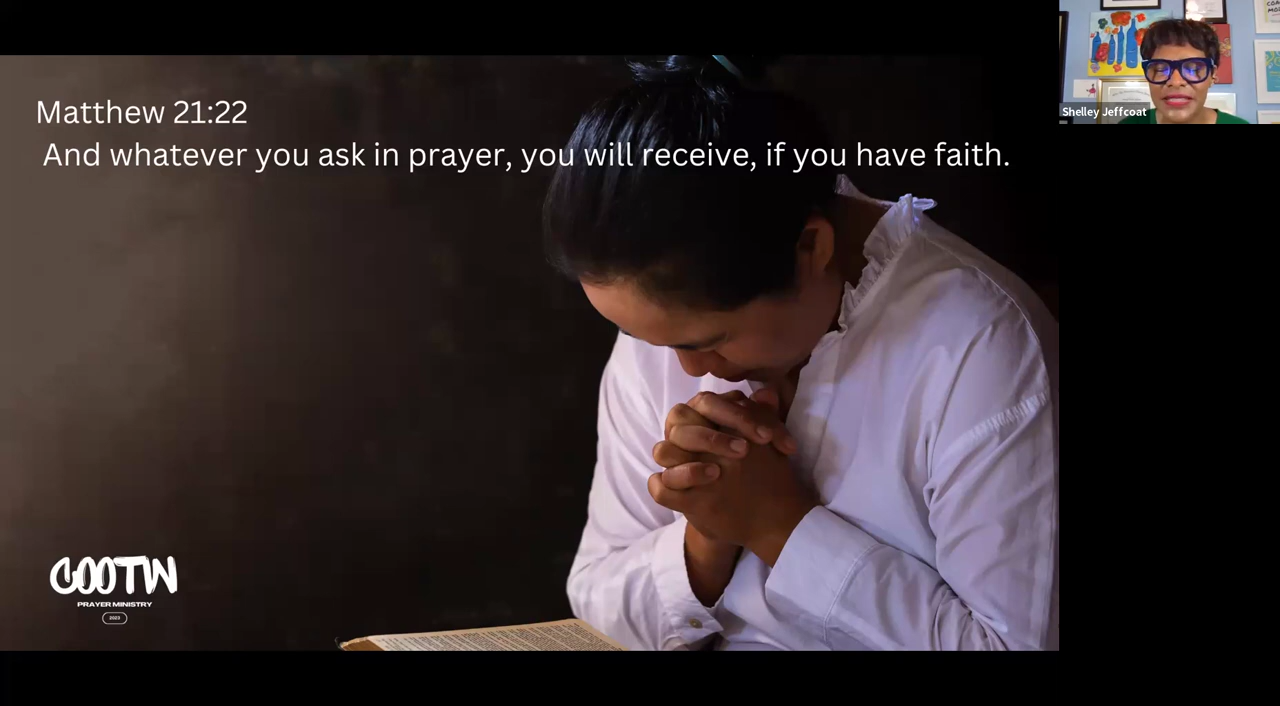 Matthew 21:22
And whatever you ask in prayer, you will receive, if you have faith.
Shelley Jeffcoat
COOTW
PRAYER MINISTRY
2023